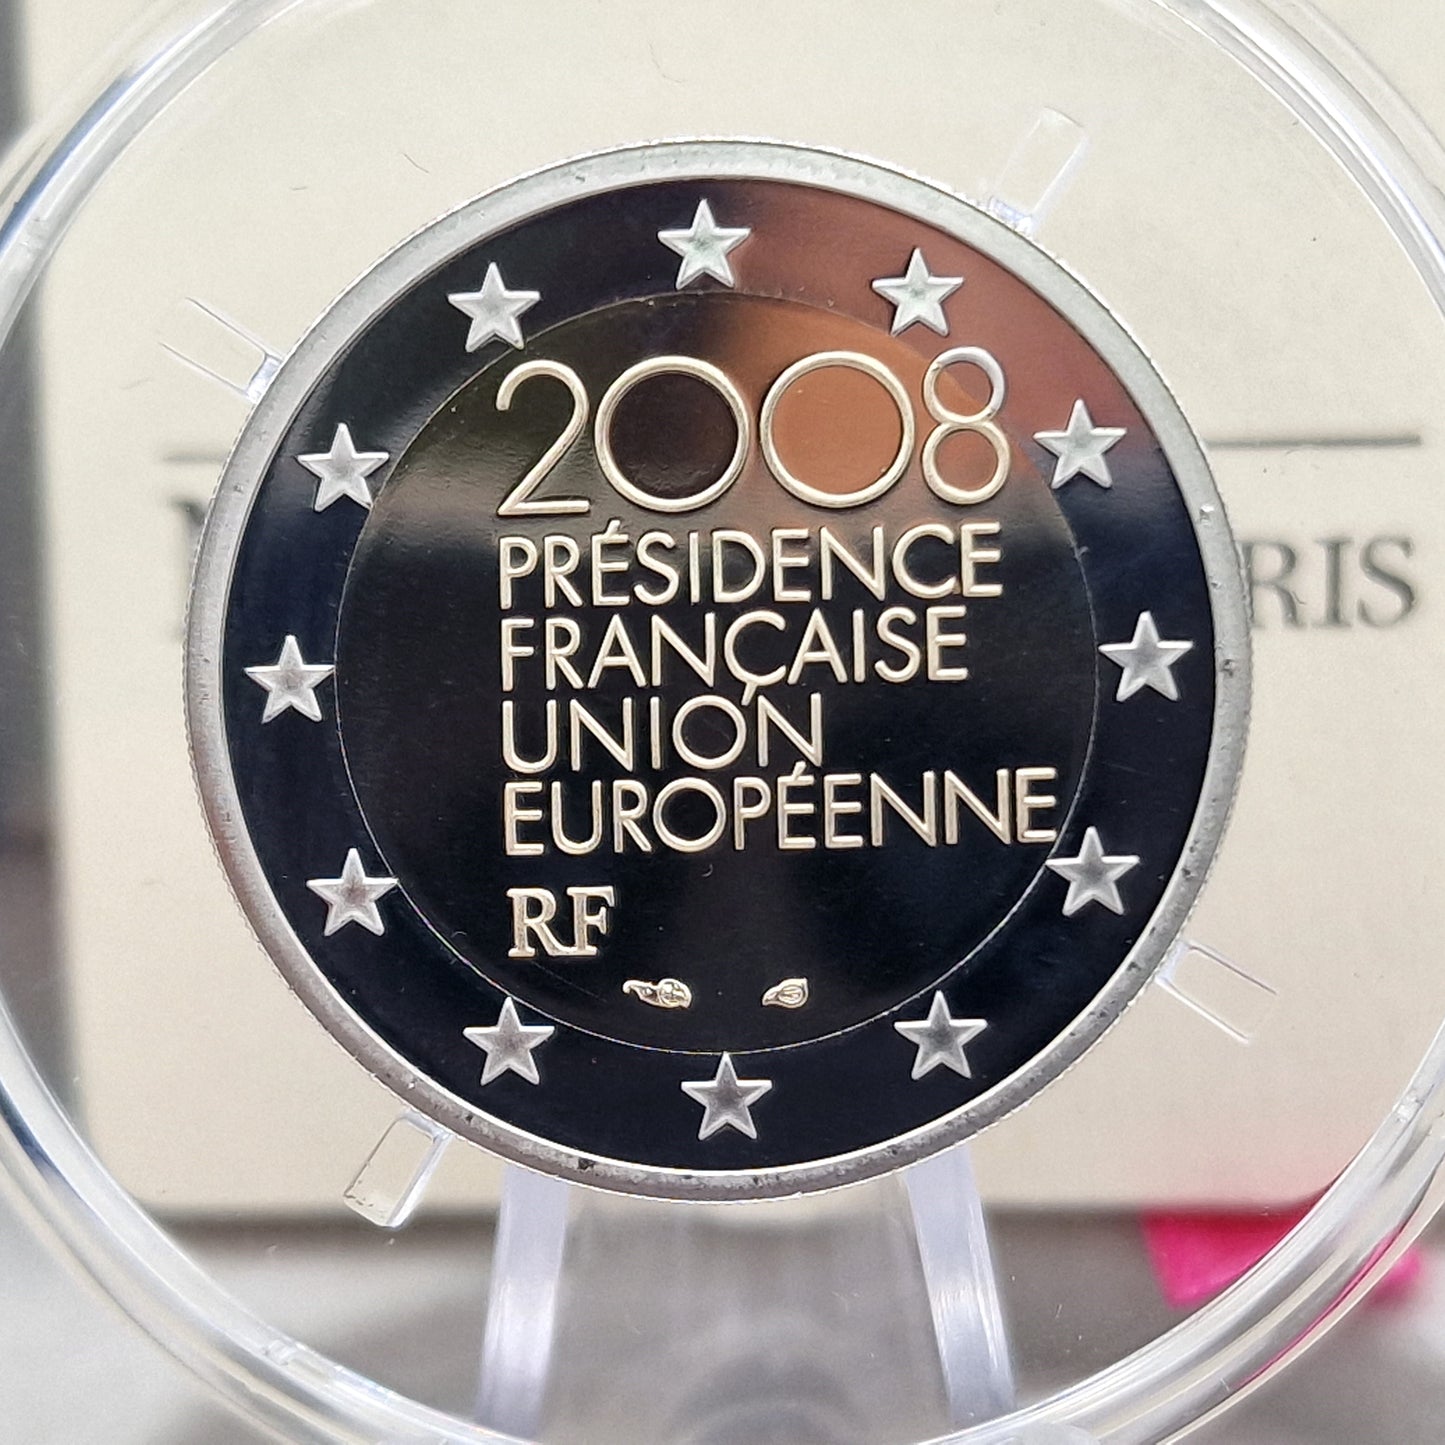 2008
PRÉSIDENCE
FRANÇAISE
UNION
EUROPÉENNE
RF